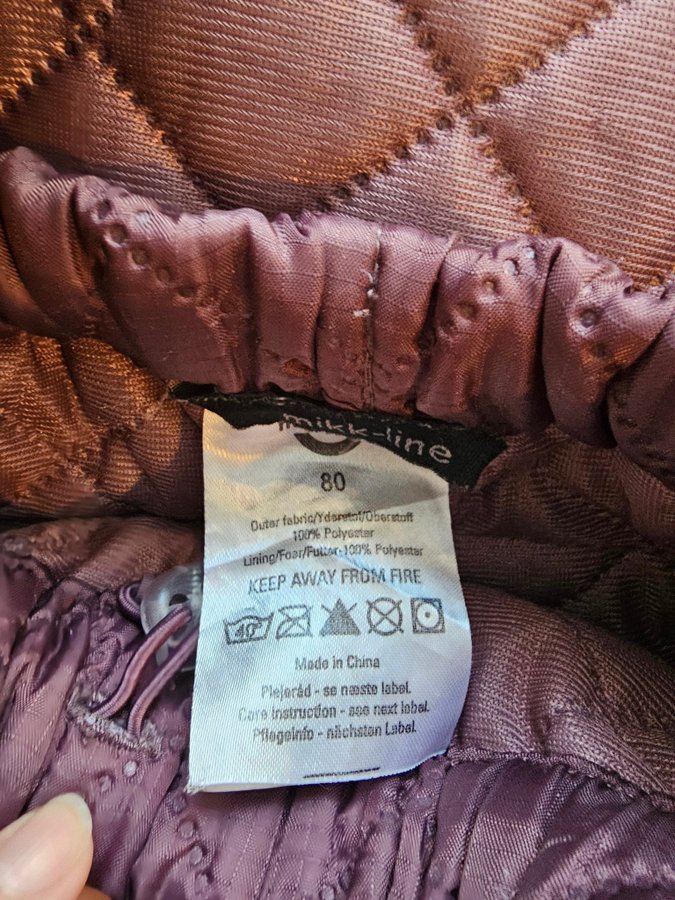 mikk-line
80
Outer fabric/Yderstof/Oberstoff
100% Polyester
Lining/Foer/Futter-100% Polyester
KEEP AWAY FROM FIRE
40
Made in China
Plejeråd - se næste label.
Care instruction - see next label.
Pflegeinfo - nächsten Label.